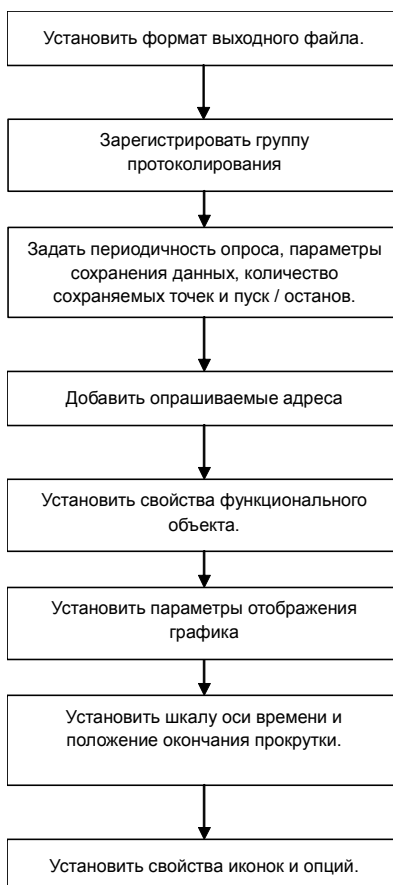 Установить формат выходного файла.
Зарегистрировать группу
протоколирования
Задать периодичность опроса, параметры
сохранения данных, количество
сохраняемых точек и пуск / останов.
Добавить опрашиваемые адреса
Установить свойства функционального
объекта.
Установить параметры отображения
графика
Установить шкалу оси времени и
положение окончания прокрутки.
Установить свойства иконок и опций.